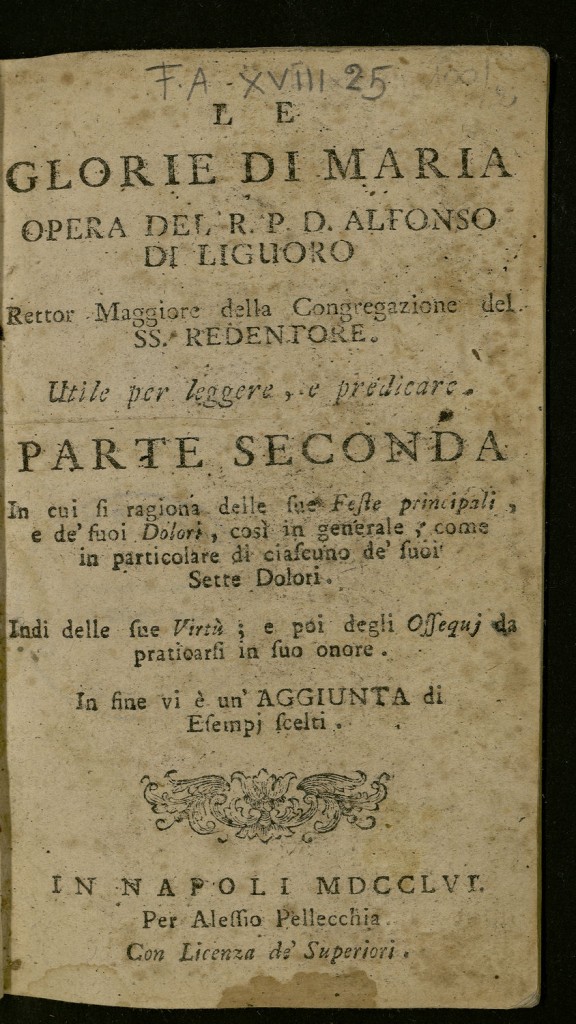 F.A. XVIII 25
LE
GLORIE DI MARIA
OPERA DEL R. P. D. ALFONSO
DI LIGUORO
Rettor Maggiore della Congregazione del
SS. REDENTORE.
Utile per leggere, e predicare.
PARTE SECONDA
In cui ſi ragiona delle ſue Feſte principali,
e de' ſuoi Dolori, così in generale, come
in particolare di ciaſcuno de' ſuoi
Sette Dolori.
Indi delle ſue Virtù; e poi degli Oſſequj da
praticarſi in ſuo onore.
In fine vi è un' AGGIUNTA di
Eſempj ſcelti.
IN NAPOLI MDCCLVI.
Per Aleſſio Pellecchia.
Con Licenza de' Superiori.